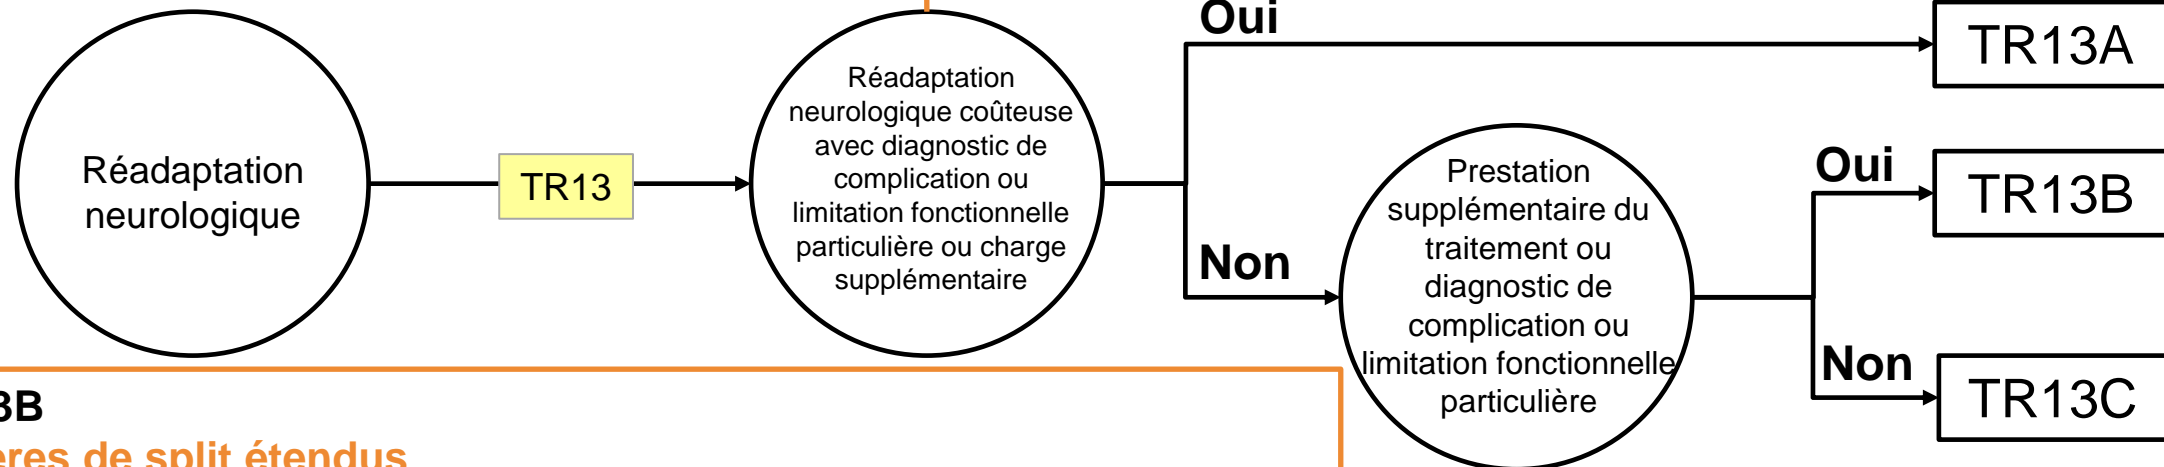 Réadaptation
neurologique
TR13
Réadaptation
neurologique coûteuse
avec diagnostic de
complication ou
limitation fonctionnelle
particulière ou charge
supplémentaire
Oui
TR13A
Non
Prestation
supplémentaire du
traitement ou
diagnostic de
complication ou
limitation fonctionnelle
particulière
Oui
TR13B
Non
TR13C
3B
de split étendus